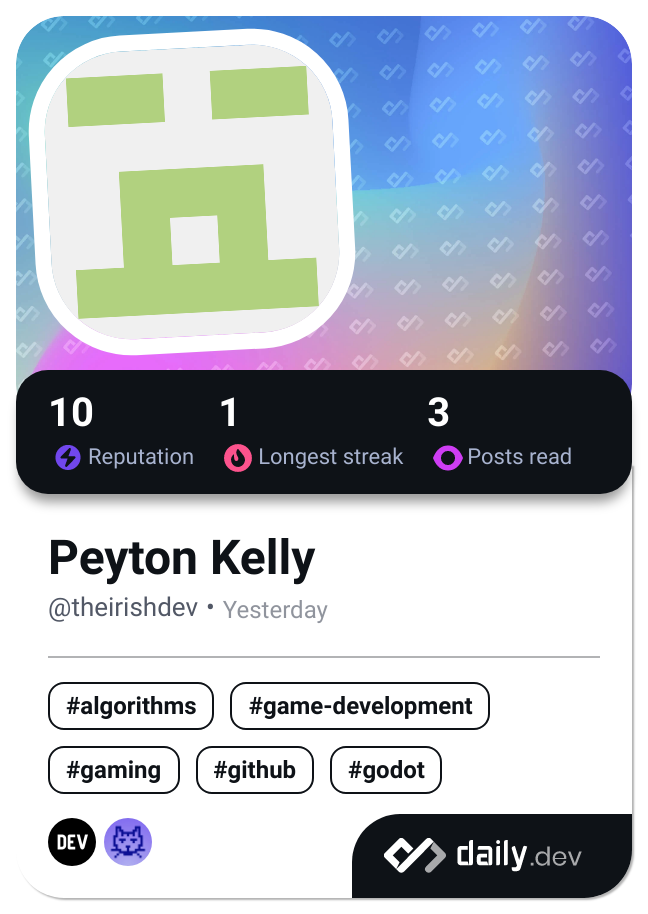 10 1 3
Reputation Longest streak Posts read
Peyton Kelly
@theirishdev • Yesterday
#algorithms #game-development
#gaming #github #godot
DEV
daily.dev